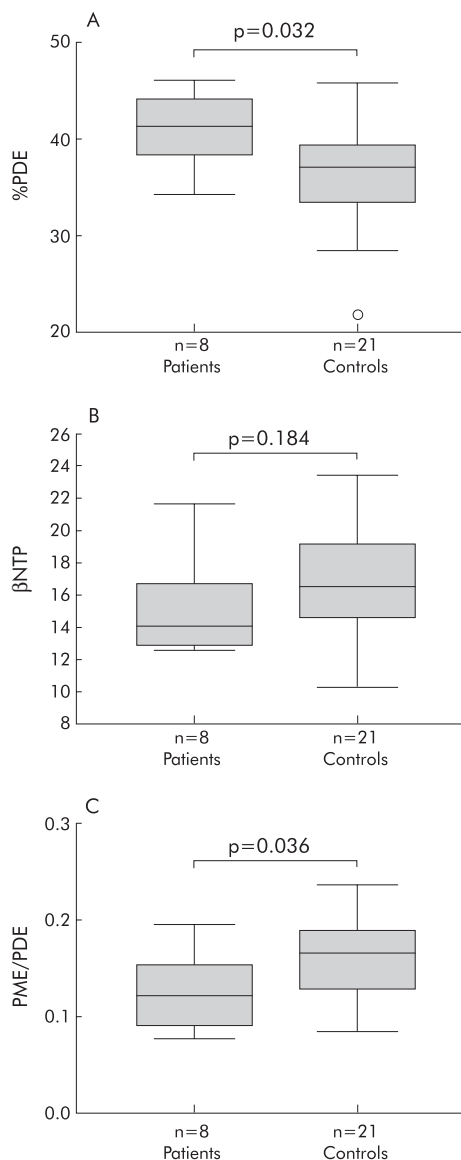 A
50
p=0.032
40
%PDE
30
20
n=8
n=21
Patients
Controls
B
26
p=0.184
24
22
20
18
βNTP
16
14
12
10
8
n=8
n=21
Patients
Controls
C
0.3
p=0.036
0.2
PME/PDE
0.1
0.0
n=8
n=21
Patients
Controls